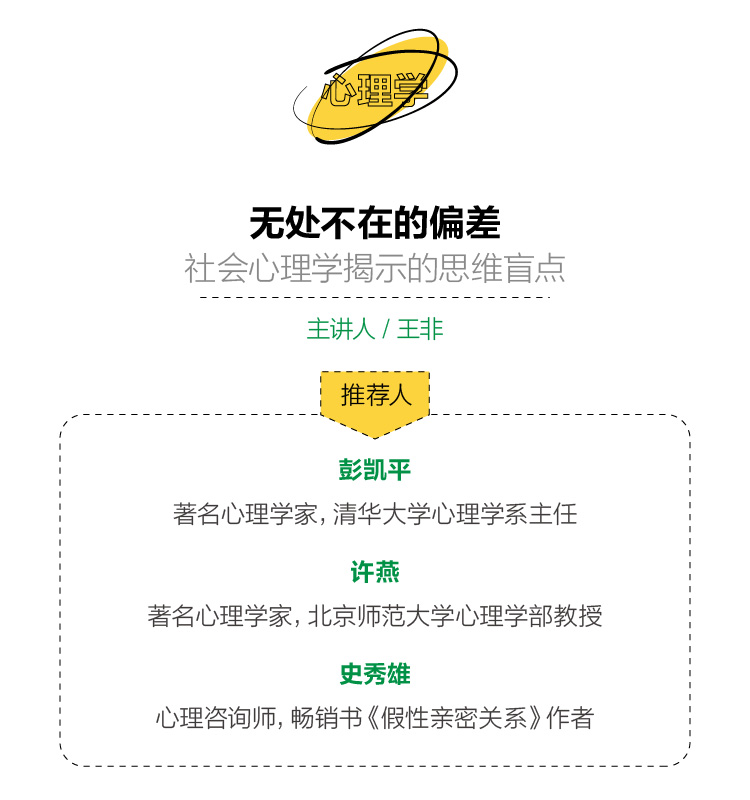 心理学
无处不在的偏差
社会心理学揭示的思维盲点
主讲人 / 王非
推荐人
彭凯平
著名心理学家，清华大学心理学系主任
许燕
著名心理学家，北京师范大学心理学部教授
史秀雄
心理咨询师，畅销书《假性亲密关系》作者